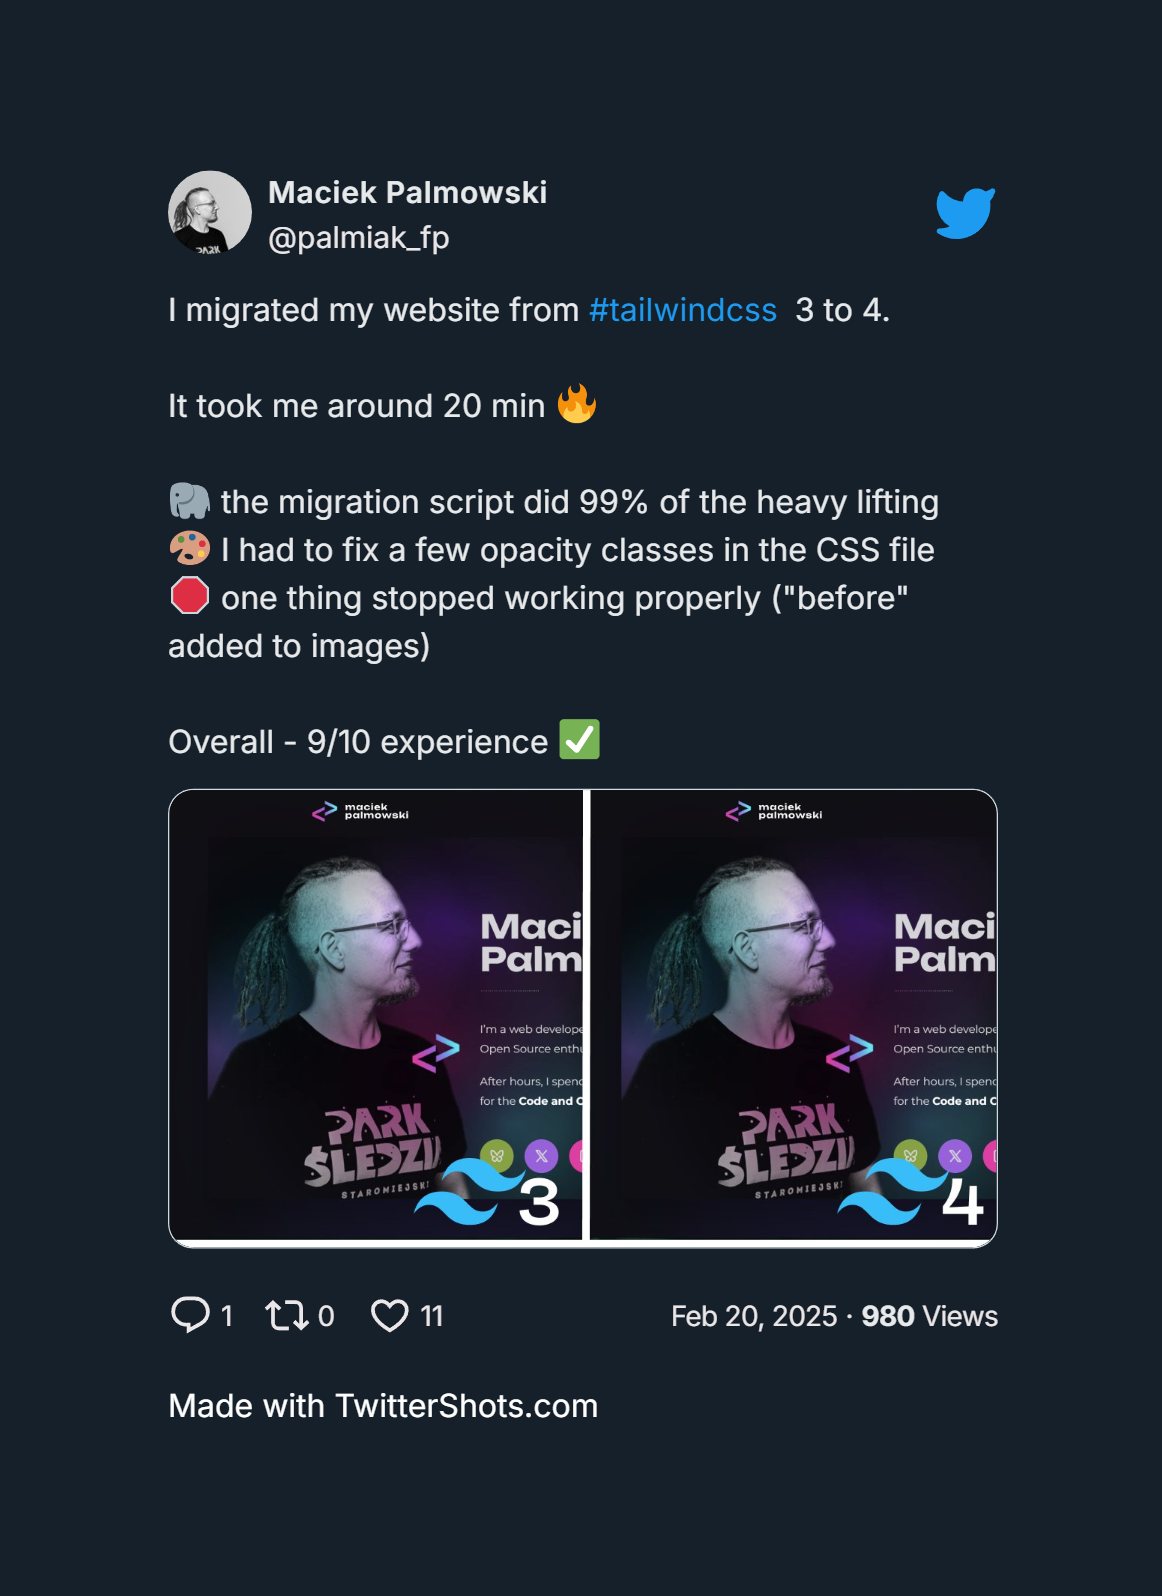 PARK
Maciek Palmowski
@palmiak_fp
I migrated my website from #tailwindcss 3 to 4.
It took me around 20 min 🔥
🐘 the migration script did 99% of the heavy lifting
🎨 I had to fix a few opacity classes in the CSS file
🛑 one thing stopped working properly ("before"
added to images)
Overall - 9/10 experience ✅
maciek
palmowski
Maci
Palm
I'm a web develope
Open Source enthu
After hours, I spend
for the Code and C
PARK
ŚLEDZIA
STAROMIEJSKI
3
maciek
palmowski
Maci
Palm
I'm a web develope
Open Source enthu
After hours, I spend
for the Code and C
PARK
ŚLEDZIA
STAROMIEJSKI
4
1 0 11 Feb 20, 2025 · 980 Views
Made with TwitterShots.com